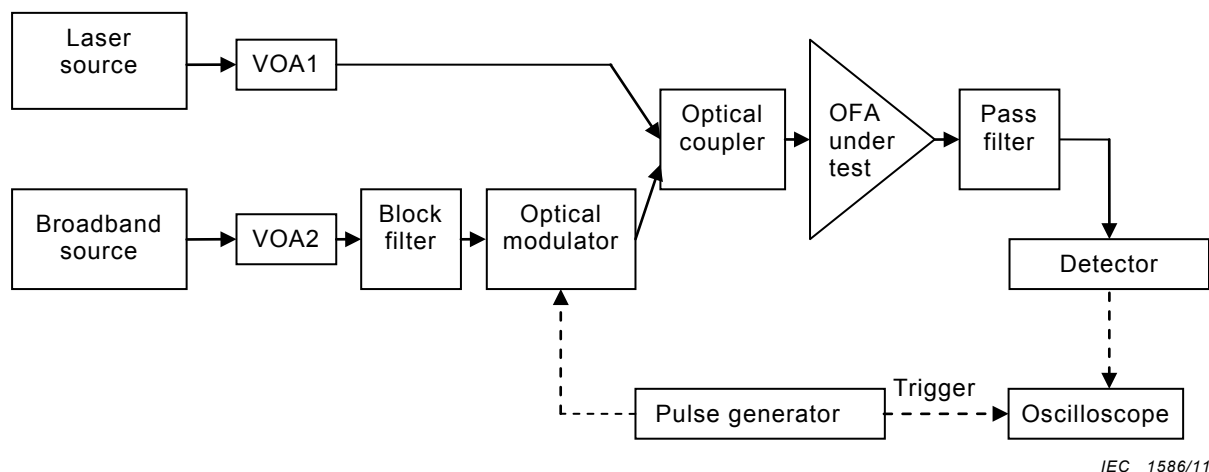 Laser
source
VOA1
Optical
coupler
OFA
under
test
Pass
filter
Broadband
source
VOA2
Block
filter
Optical
modulator
Detector
Pulse generator
Trigger
Oscilloscope
IEC 1586/11